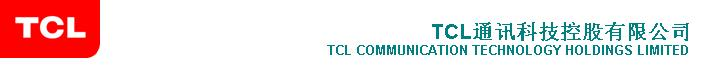 TCL
TCL通讯科技控股有限公司
TCL COMMUNICATION TECHNOLOGY HOLDINGS LIMITED